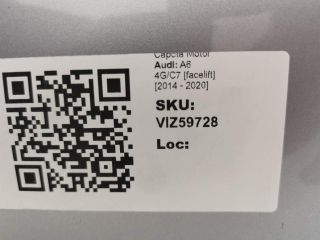 Capota Motor
Audi: A6
4G/C7 [facelift]
[2014 - 2020]
SKU:
VIZ59728
Loc: